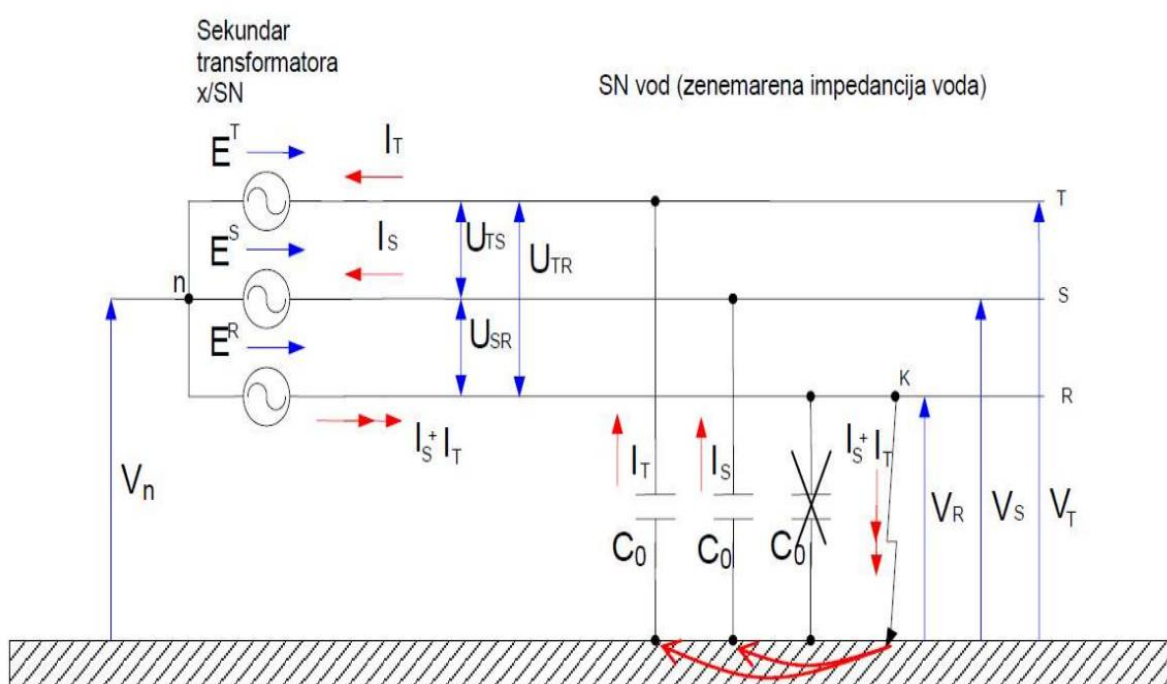 Sekundar
transformatora
x/SN
SN vod (zenemarena impedancija voda)
E^T
I_T
T
E^S
I_S
U_TS
U_TR
n
S
E^R
U_SR
K
R
I_S+I_T
I_T
I_S
I_S+I_T
V_n
V_R
V_S
V_T
C_0
C_0
C_0